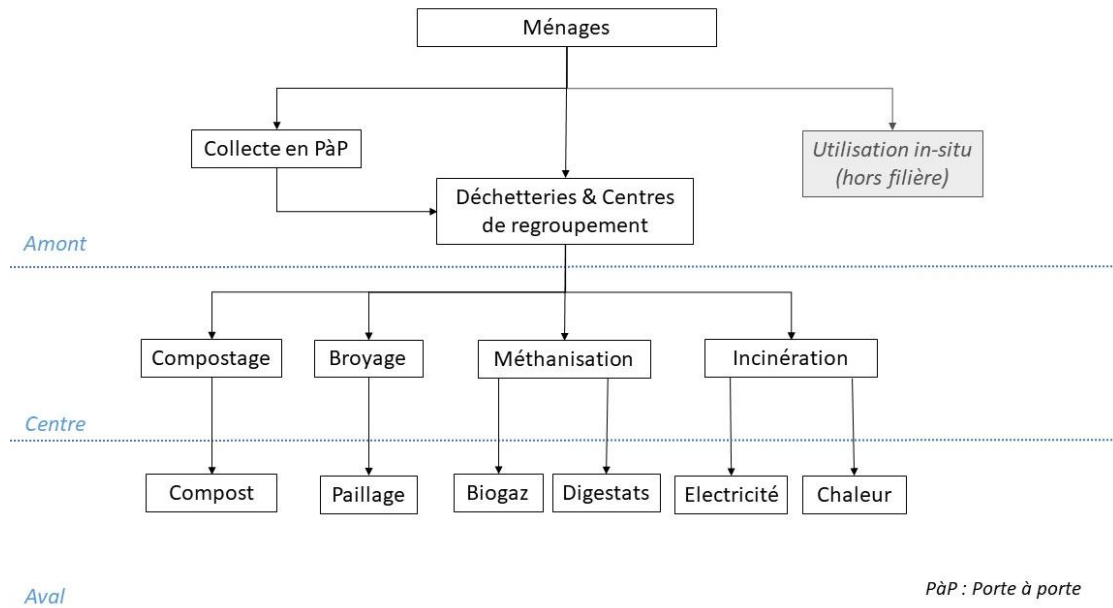 Ménages
Collecte en PàP
Utilisation in-situ
(hors filière)
Déchetteries & Centres
de regroupement
Amont
Compostage
Broyage
Méthanisation
Incinération
Centre
Compost
Paillage
Biogaz
Digestats
Electricité
Chaleur
Aval
PàP : Porte à porte